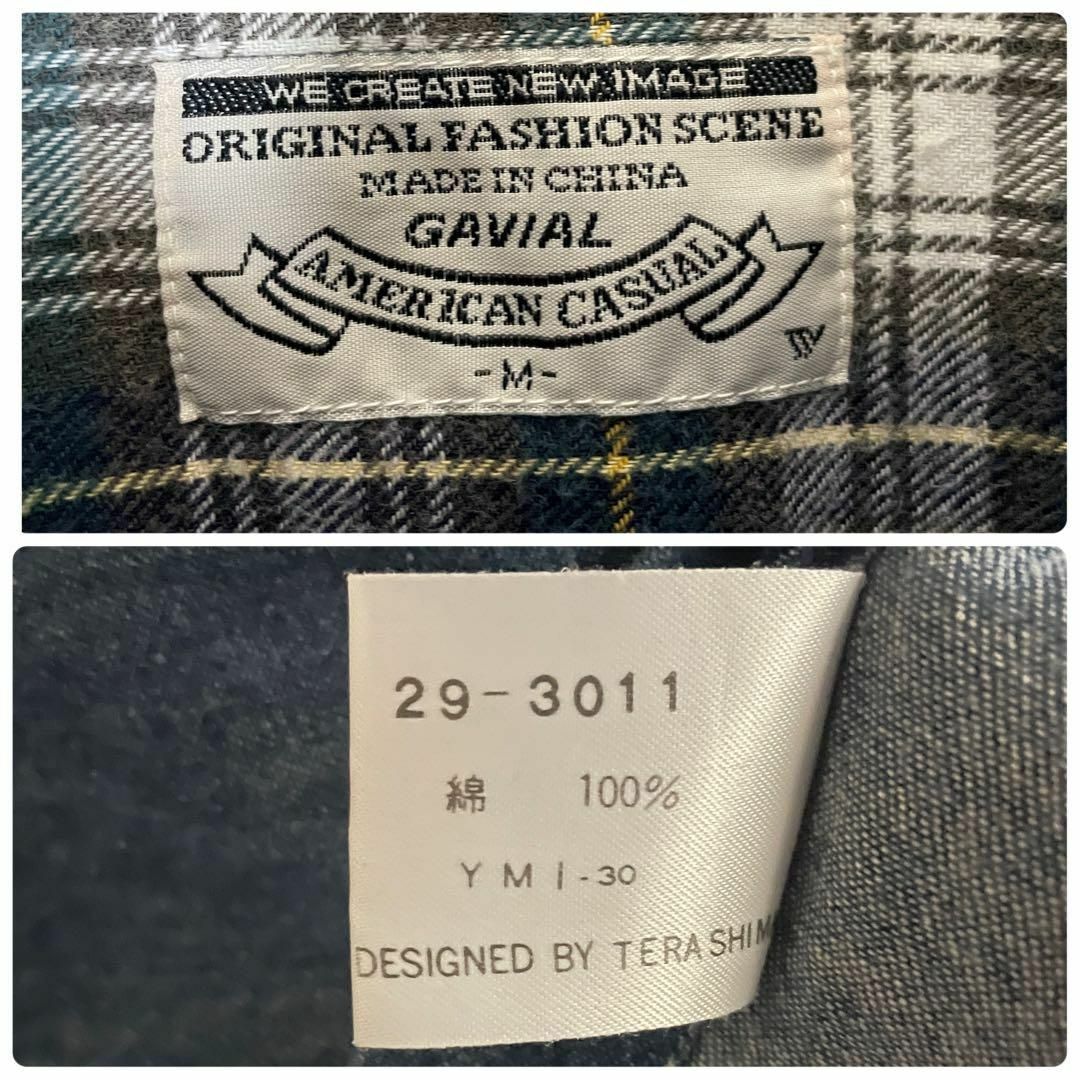 WE CREATE NEW IMAGE
ORIGINAL FASHION SCENE
MADE IN CHINA
GAVIAL
AMERICAN CASUAL
-M-
29-3011
綿 100%
YMI-30
DESIGNED BY TERASHIM